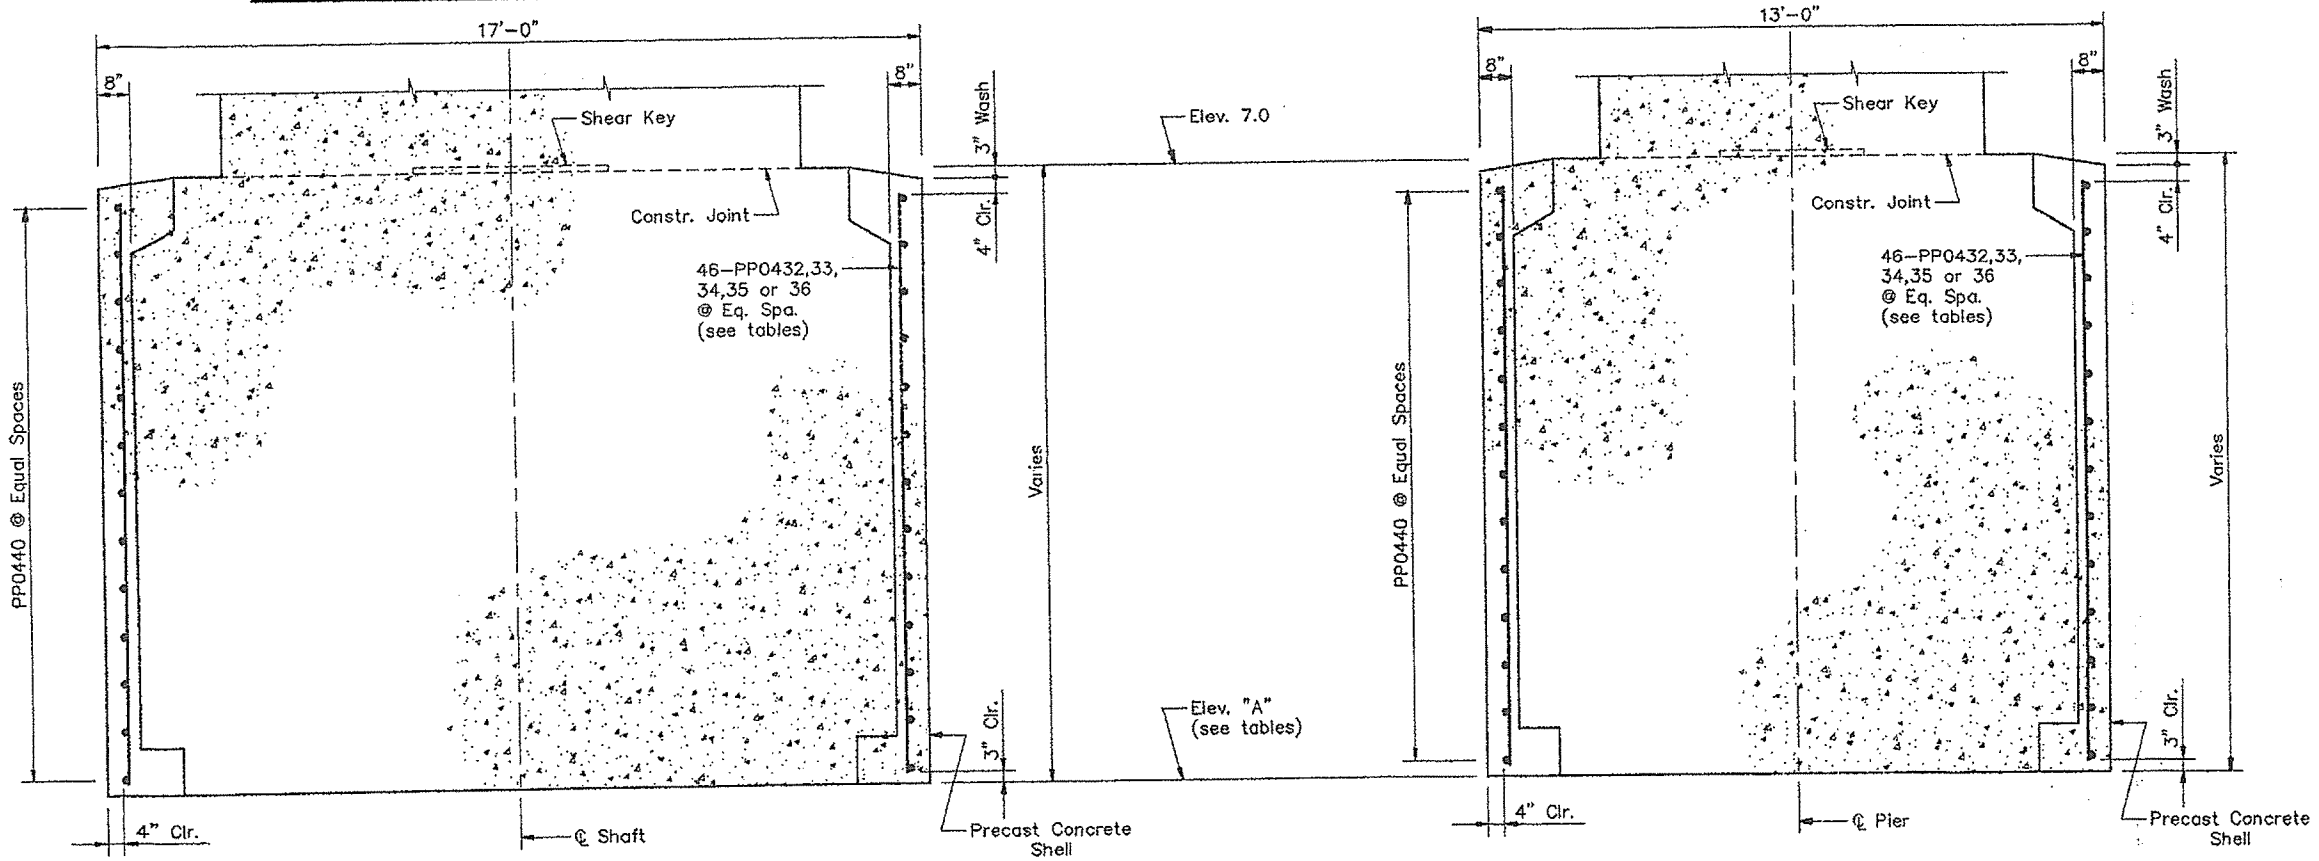 17'-0"
8"
8"
Shear Key
Constr. Joint
3" Wash
4" Clr.
46-PP0432,33,
34,35 or 36
@ Eq. Spa.
(see tables)
PP0440 @ Equal Spaces
Varies
3" Clr.
4" Clr.
℄ Shaft
Precast Concrete
Shell
Elev. 7.0
Elev. "A"
(see tables)
13'-0"
8"
8"
Shear Key
Constr. Joint
3" Wash
4" Clr.
46-PP0432,33,
34,35 or 36
@ Eq. Spa.
(see tables)
PP0440 @ Equal Spaces
Varies
3" Clr.
4" Clr.
℄ Pier
Precast Concrete
Shell